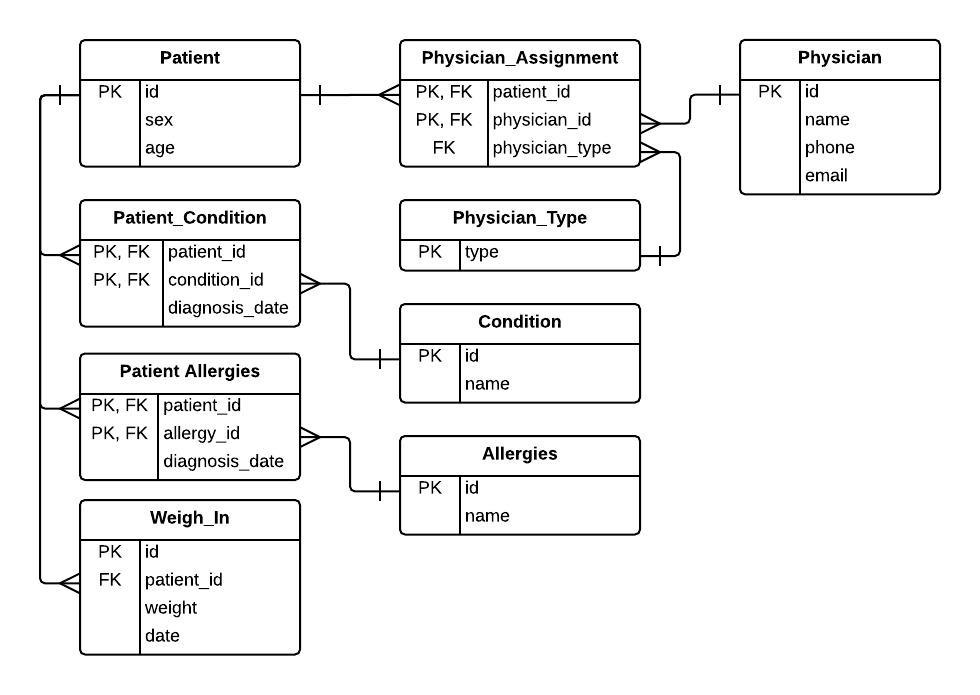 Patient
PK id
sex
age
Physician_Assignment
PK, FK patient_id
PK, FK physician_id
FK physician_type
Physician
PK id
name
phone
email
Patient_Condition
PK, FK patient_id
PK, FK condition_id
diagnosis_date
Physician_Type
PK type
Condition
PK id
name
Patient Allergies
PK, FK patient_id
PK, FK allergy_id
diagnosis_date
Allergies
PK id
name
Weigh_In
PK id
FK patient_id
weight
date